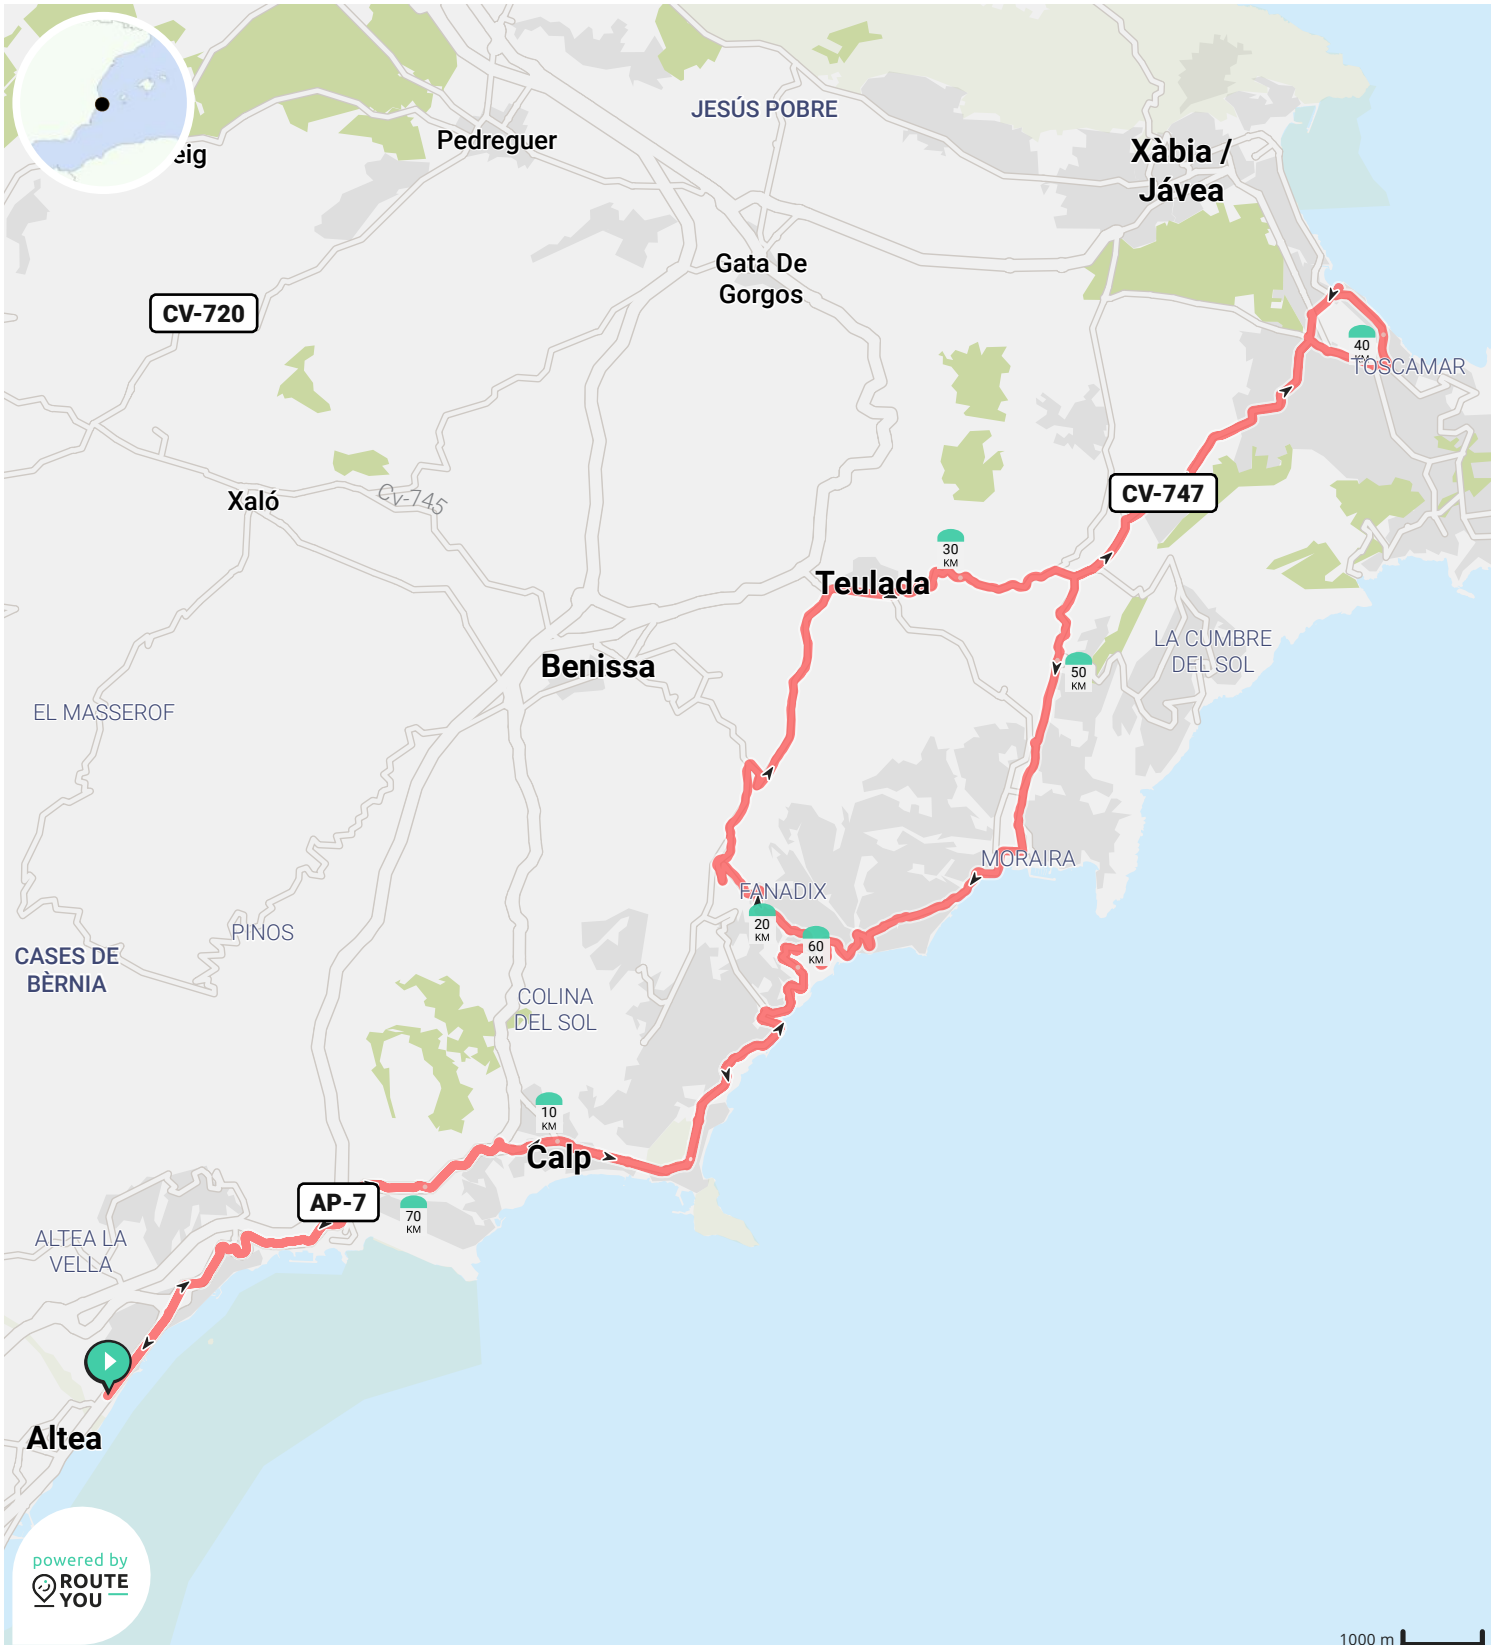 JESÚS POBRE
Pedreguer
eig
Xàbia /
Jávea
Gata De
Gorgos
CV-720
40
KM
TOSCAMAR
Xaló
Cv-745
CV-747
30
KM
Teulada
LA CUMBRE
DEL SOL
Benissa
50
KM
EL MASSEROF
MORAIRA
FANADIX
20
KM
60
KM
PINOS
CASES DE
BÈRNIA
COLINA
DEL SOL
10
KM
Calp
AP-7
70
KM
ALTEA LA
VELLA
Altea
powered by
ROUTE
YOU
1000 m